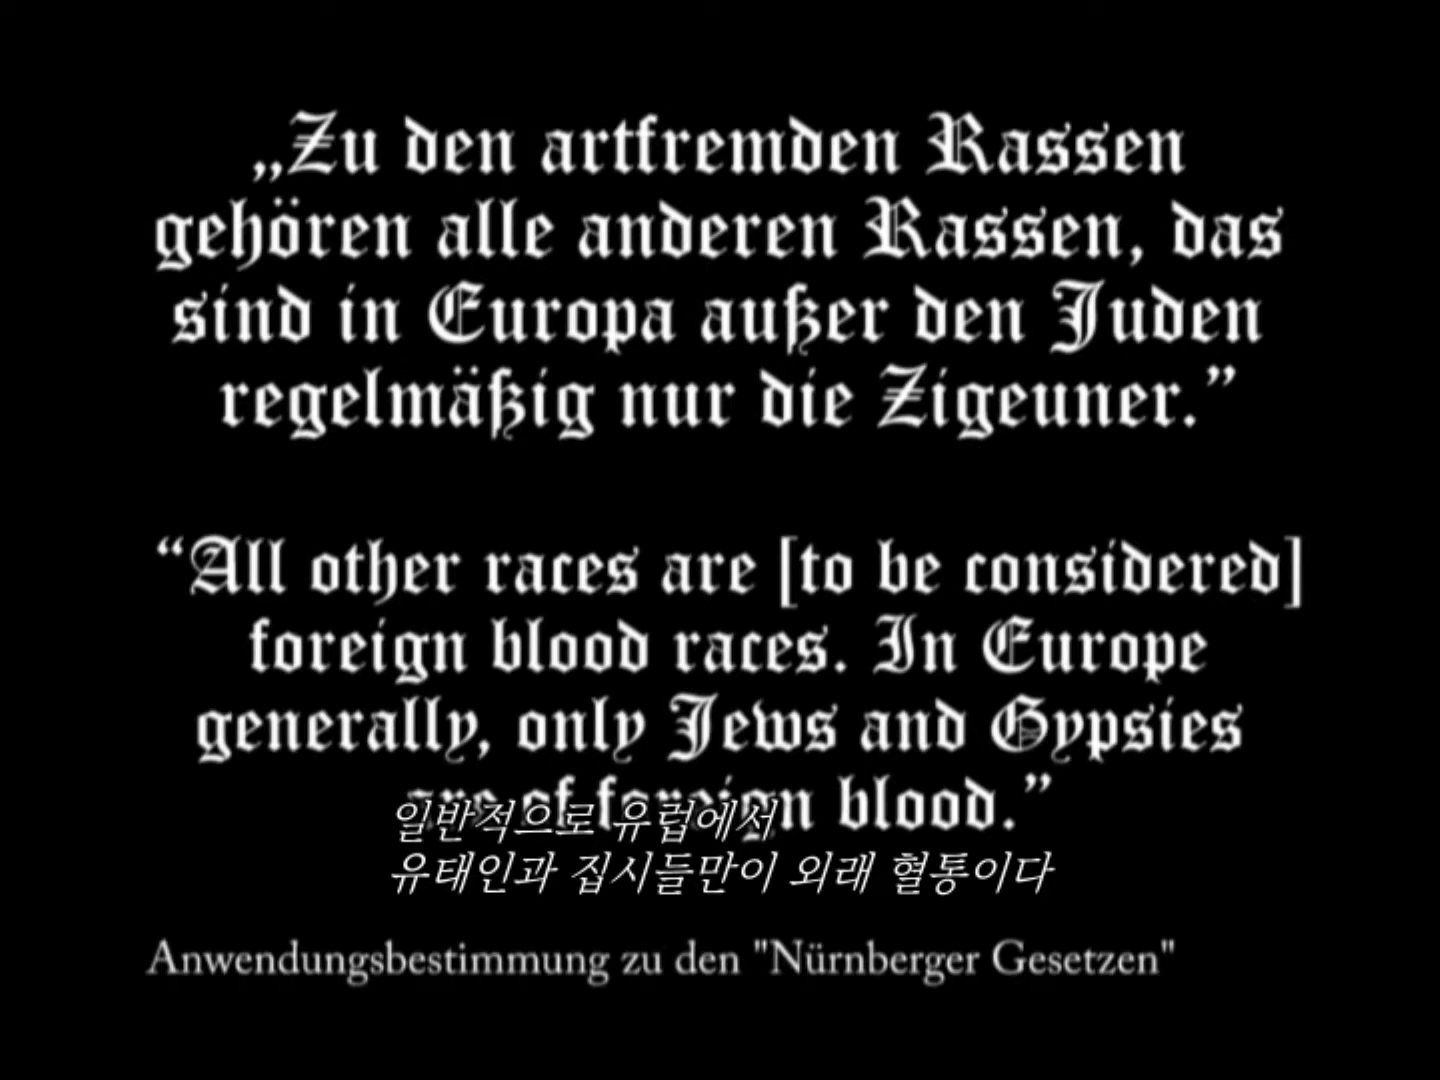 „Zu den artfremden Rassen
gehören alle anderen Rassen, das
sind in Europa außer den Juden
regelmäßig nur die Zigeuner.”
“All other races are [to be considered]
foreign blood races. In Europe
generally, only Jews and Gypsies
are of foreign blood.”
일반적으로 유럽에서
유태인과 집시들만이 외래 혈통이다
Anwendungsbestimmung zu den "Nürnberger Gesetzen"